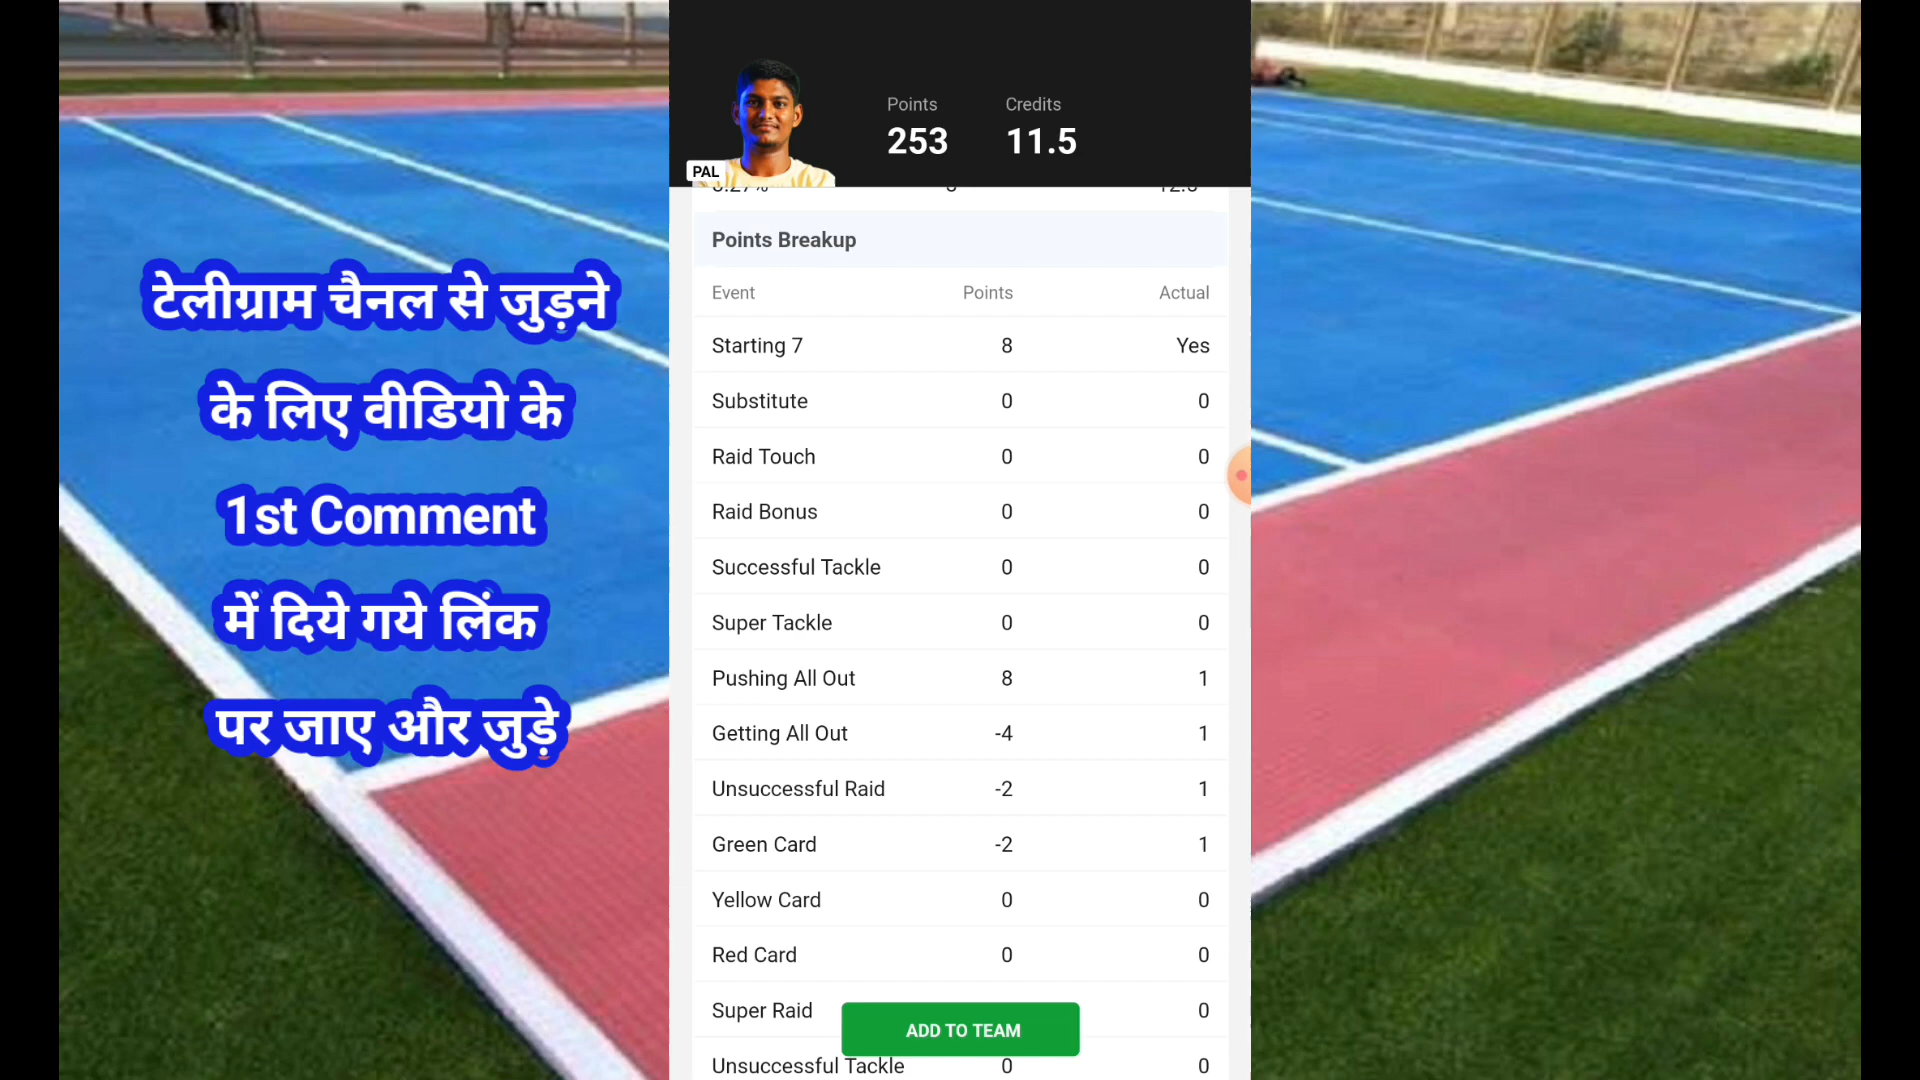 टेलीग्राम चैनल से जुड़ने
के लिए वीडियो के
1st Comment
में दिये गये लिंक
पर जाए और जुड़े
Points Credits
253 11.5
PAL
Points Breakup
Event Points Actual
Starting 7 8 Yes
Substitute 0 0
Raid Touch 0 0
Raid Bonus 0 0
Successful Tackle 0 0
Super Tackle 0 0
Pushing All Out 8 1
Getting All Out -4 1
Unsuccessful Raid -2 1
Green Card -2 1
Yellow Card 0 0
Red Card 0 0
Super Raid 0
ADD TO TEAM
Unsuccessful Tackle 0 0